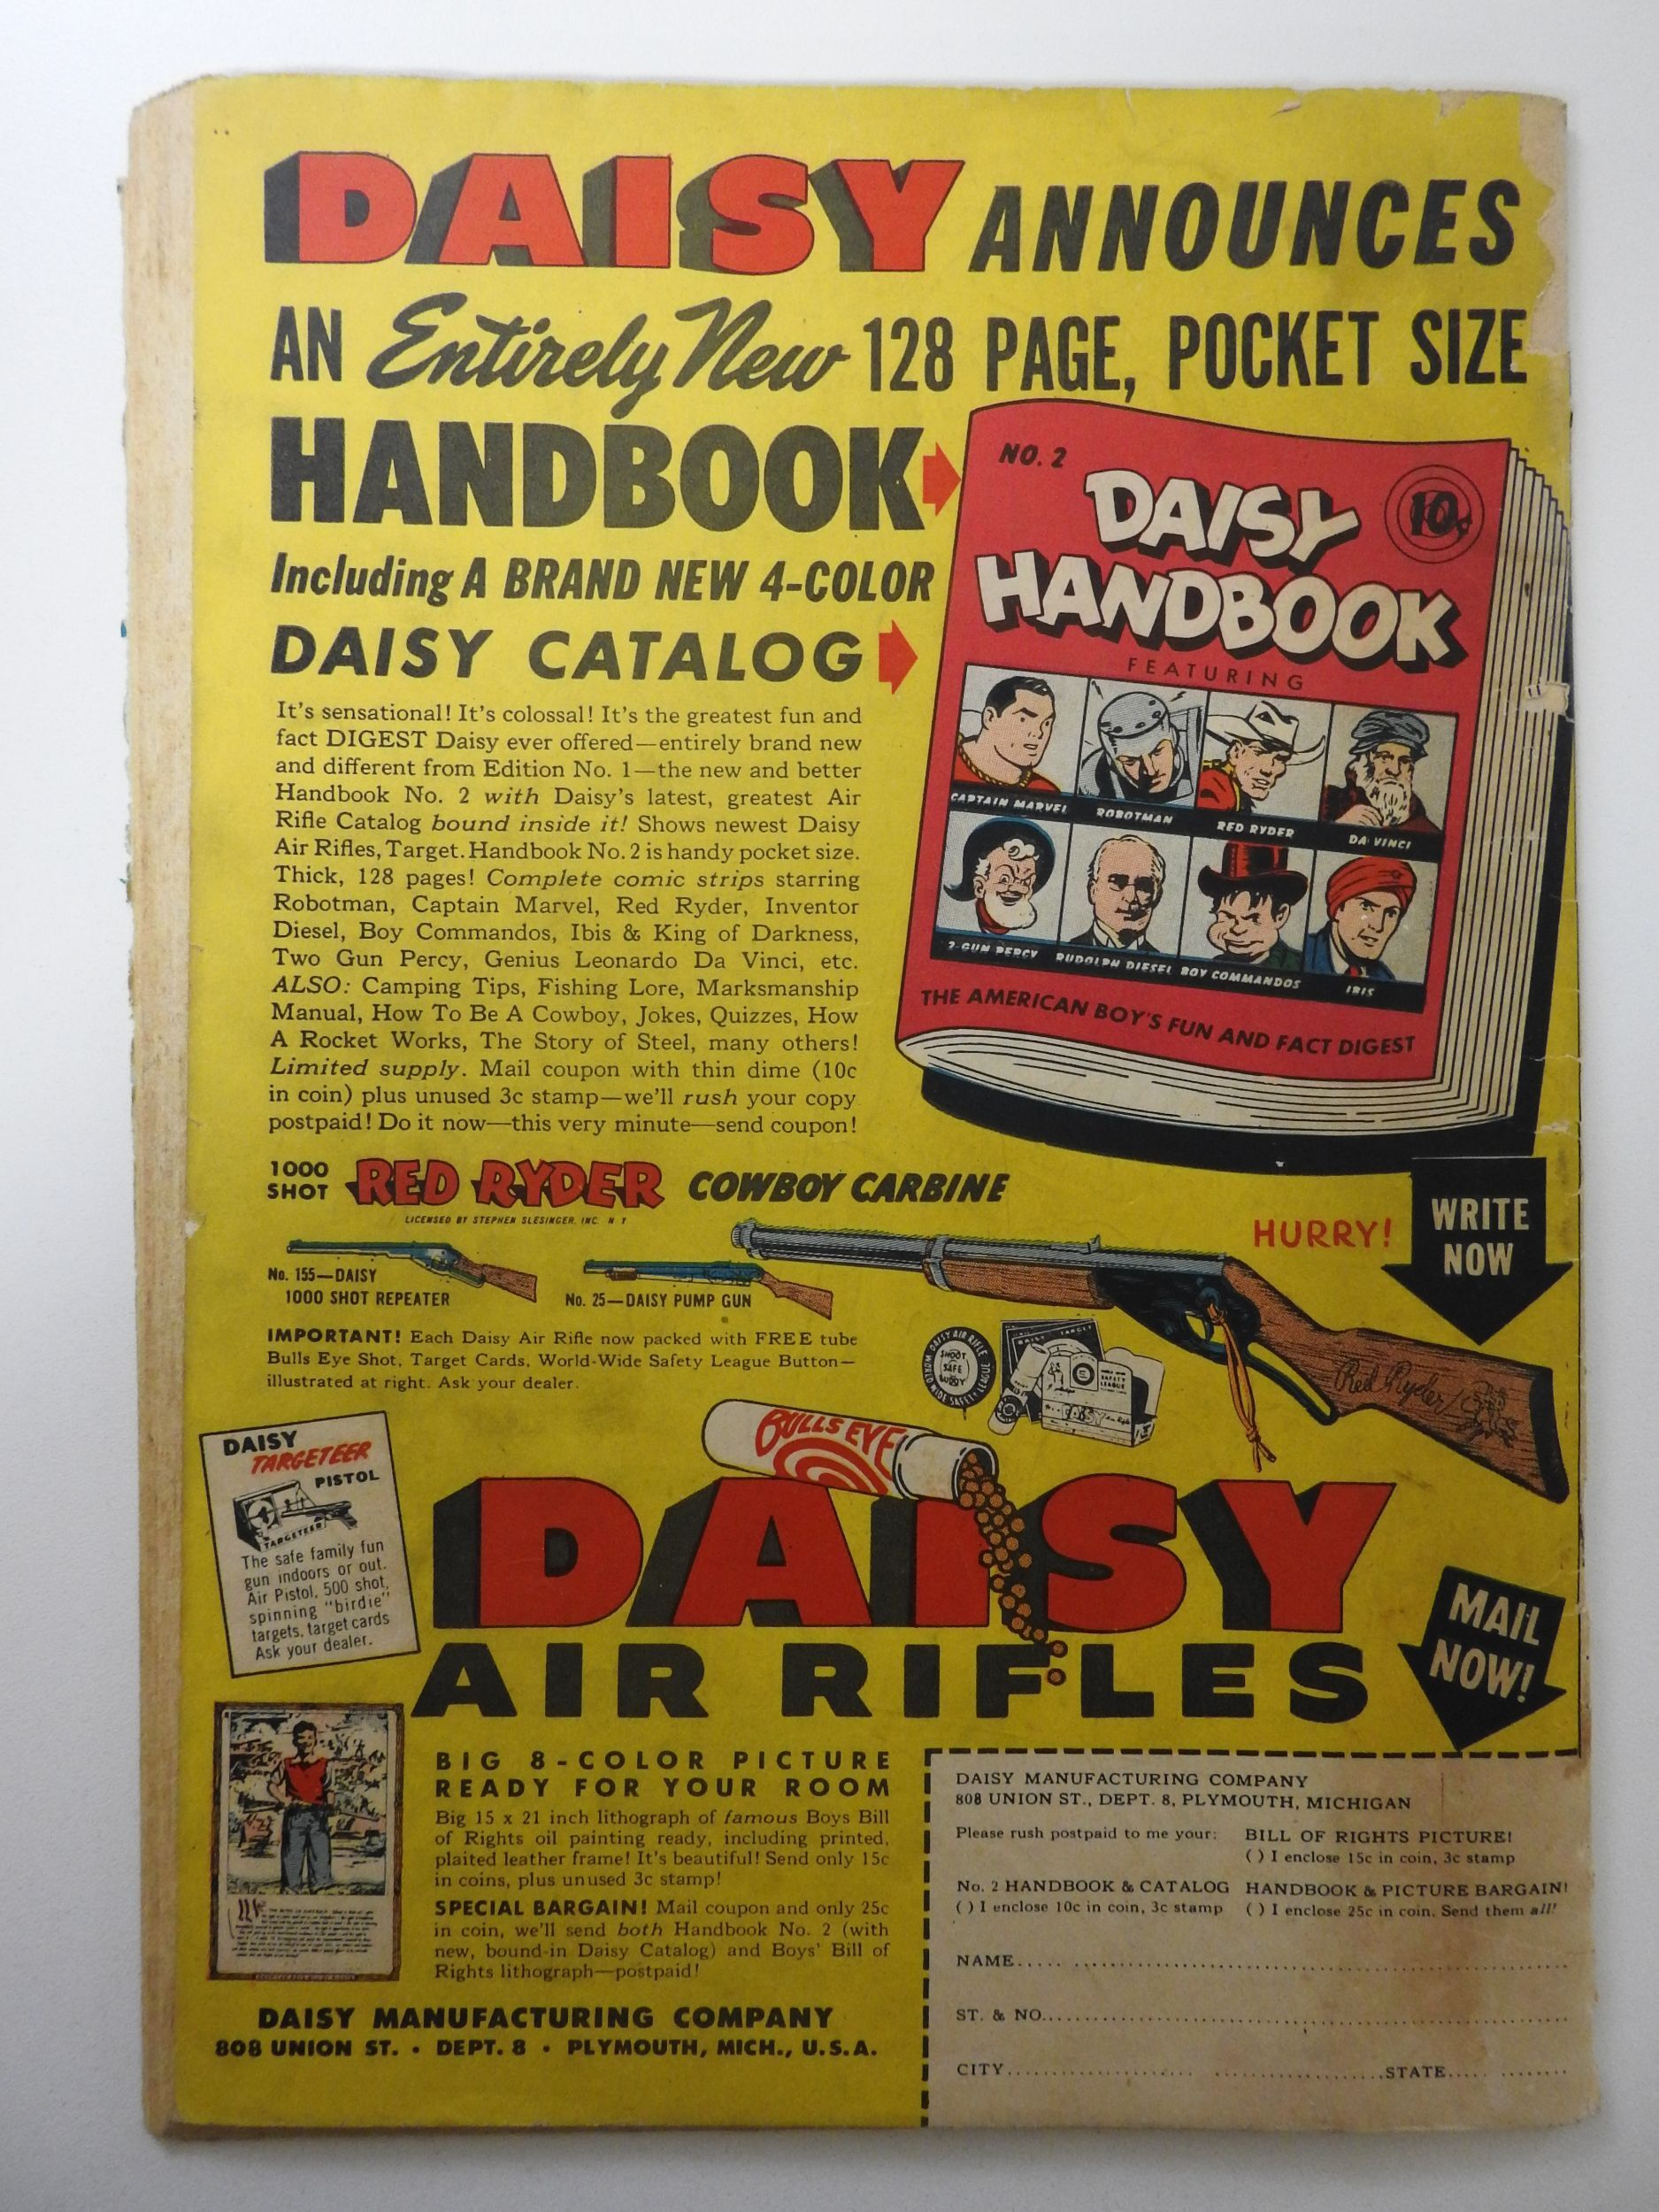 DAISY ANNOUNCES
AN Entirely New 128 PAGE, POCKET SIZE
HANDBOOK
Including A BRAND NEW 4-COLOR
DAISY CATALOG
It's sensational! It's colossal! It's the greatest fun and
fact DIGEST Daisy ever offered—entirely brand new
and different from Edition No. 1—the new and better
Handbook No. 2 with Daisy's latest, greatest Air
Rifle Catalog bound inside it! Shows newest Daisy
Air Rifles, Target. Handbook No. 2 is handy pocket size.
Thick, 128 pages! Complete comic strips starring
Robotman, Captain Marvel, Red Ryder, Inventor
Diesel, Boy Commandos, Ibis & King of Darkness,
Two Gun Percy, Genius Leonardo Da Vinci, etc.
ALSO: Camping Tips, Fishing Lore, Marksmanship
Manual, How To Be A Cowboy, Jokes, Quizzes, How
A Rocket Works, The Story of Steel, many others!
Limited supply. Mail coupon with thin dime (10c
in coin) plus unused 3c stamp—we'll rush your copy
postpaid! Do it now—this very minute—send coupon!
NO. 2
10¢
DAISY
HANDBOOK
FEATURING
CAPTAIN MARVEL ROBOTMAN RED RYDER DA VINCI
2-GUN PERCY RUDOLPH DIESEL BOY COMMANDOS IBIS
THE AMERICAN BOY'S FUN AND FACT DIGEST
1000
SHOT RED RYDER COWBOY CARBINE
LICENSED BY STEPHEN SLESINGER, INC. N Y
HURRY!
WRITE
NOW
No. 155—DAISY
1000 SHOT REPEATER
No. 25—DAISY PUMP GUN
IMPORTANT! Each Daisy Air Rifle now packed with FREE tube
Bulls Eye Shot, Target Cards, World-Wide Safety League Button—
illustrated at right. Ask your dealer.
SHOOT
SAFE
BUDDY
Red Ryder
DAISY
TARGETEER
PISTOL
TARGETEER
The safe family fun
gun indoors or out.
Air Pistol, 500 shot,
spinning "birdie"
targets, target cards
Ask your dealer.
BULLS EYE
DAISY
AIR RIFLES
MAIL
NOW!
BIG 8-COLOR PICTURE
READY FOR YOUR ROOM
Big 15 x 21 inch lithograph of famous Boys Bill
of Rights oil painting ready, including printed,
plaited leather frame! It's beautiful! Send only 15c
in coins, plus unused 3c stamp!
SPECIAL BARGAIN! Mail coupon and only 25c
in coin, we'll send both Handbook No. 2 (with
new, bound-in Daisy Catalog) and Boys' Bill of
Rights lithograph—postpaid!
DAISY MANUFACTURING COMPANY
808 UNION ST. • DEPT. 8 • PLYMOUTH, MICH., U.S.A.
DAISY MANUFACTURING COMPANY
808 UNION ST., DEPT. 8, PLYMOUTH, MICHIGAN
Please rush postpaid to me your:
BILL OF RIGHTS PICTURE!
( ) I enclose 15c in coin, 3c stamp
No. 2 HANDBOOK & CATALOG
( ) I enclose 10c in coin, 3c stamp
HANDBOOK & PICTURE BARGAIN!
( ) I enclose 25c in coin. Send them all!
NAME
ST. & NO.
CITY STATE